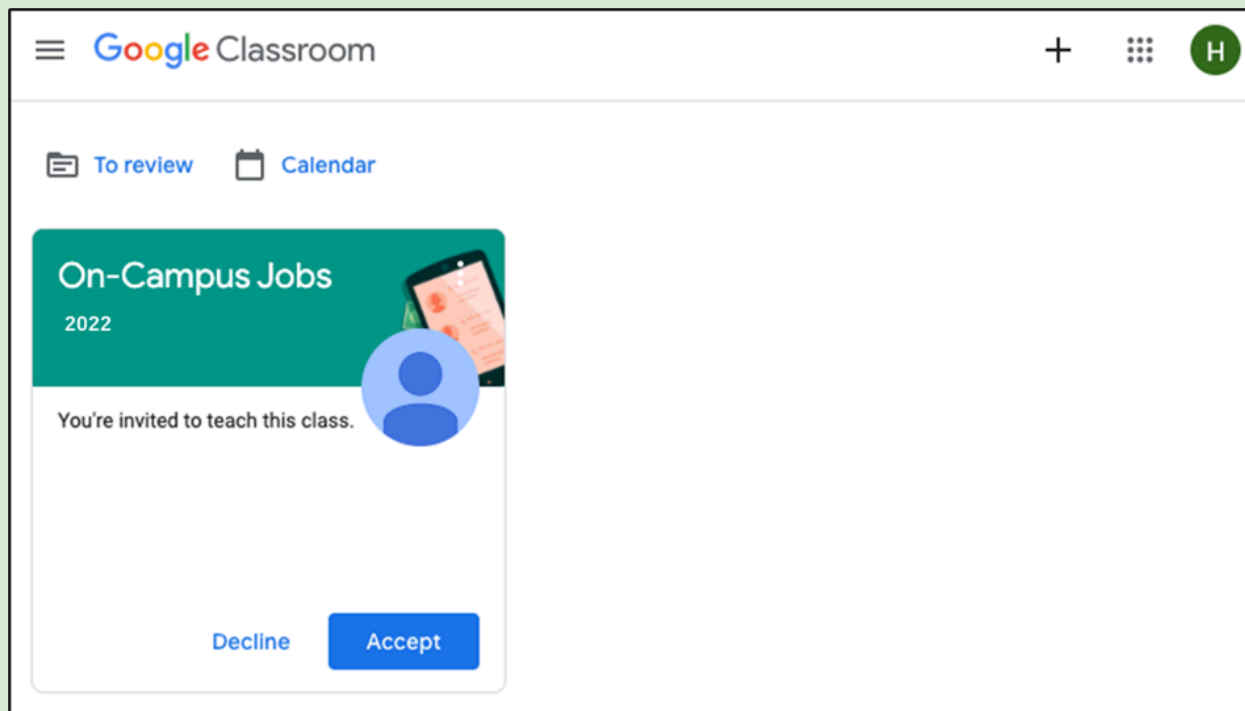 Google Classroom
H
To review
Calendar
On-Campus Jobs
2022
You're invited to teach this class.
Decline
Accept